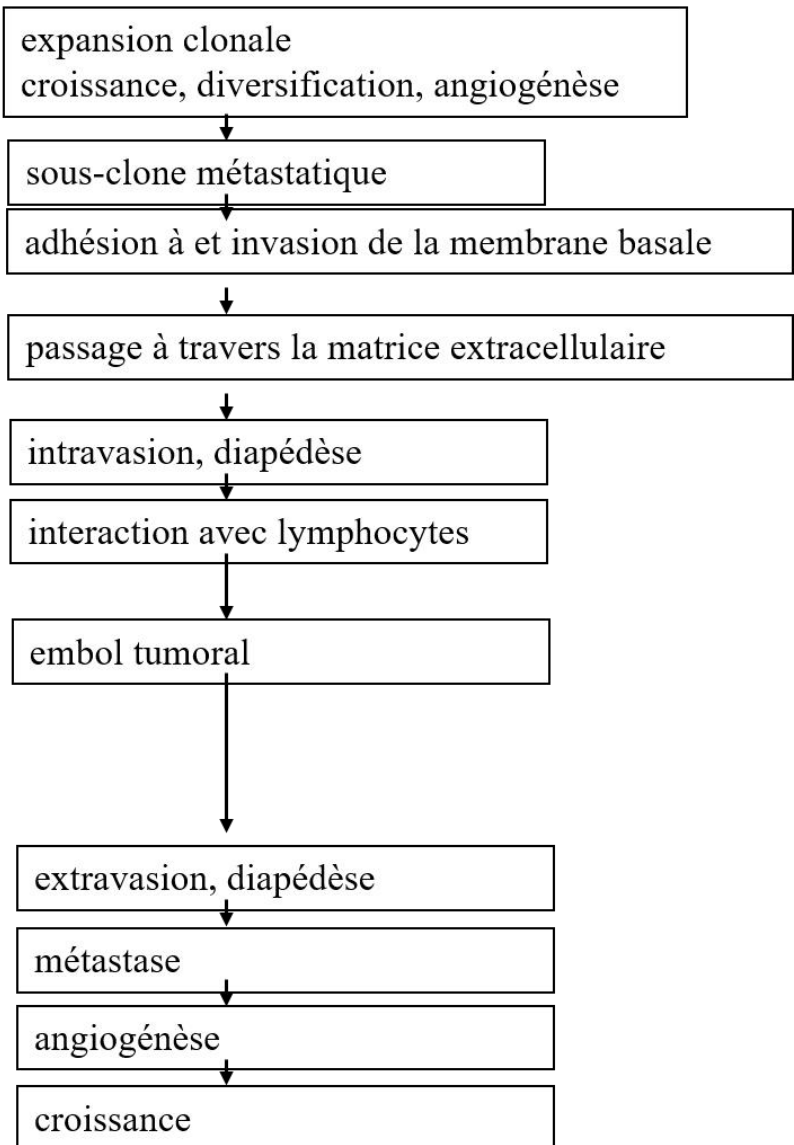 expansion clonale
croissance, diversification, angiogénèse
sous-clone métastatique
adhésion à et invasion de la membrane basale
passage à travers la matrice extracellulaire
intravasion, diapédèse
interaction avec lymphocytes
embol tumoral
extravasion, diapédèse
métastase
angiogénèse
croissance